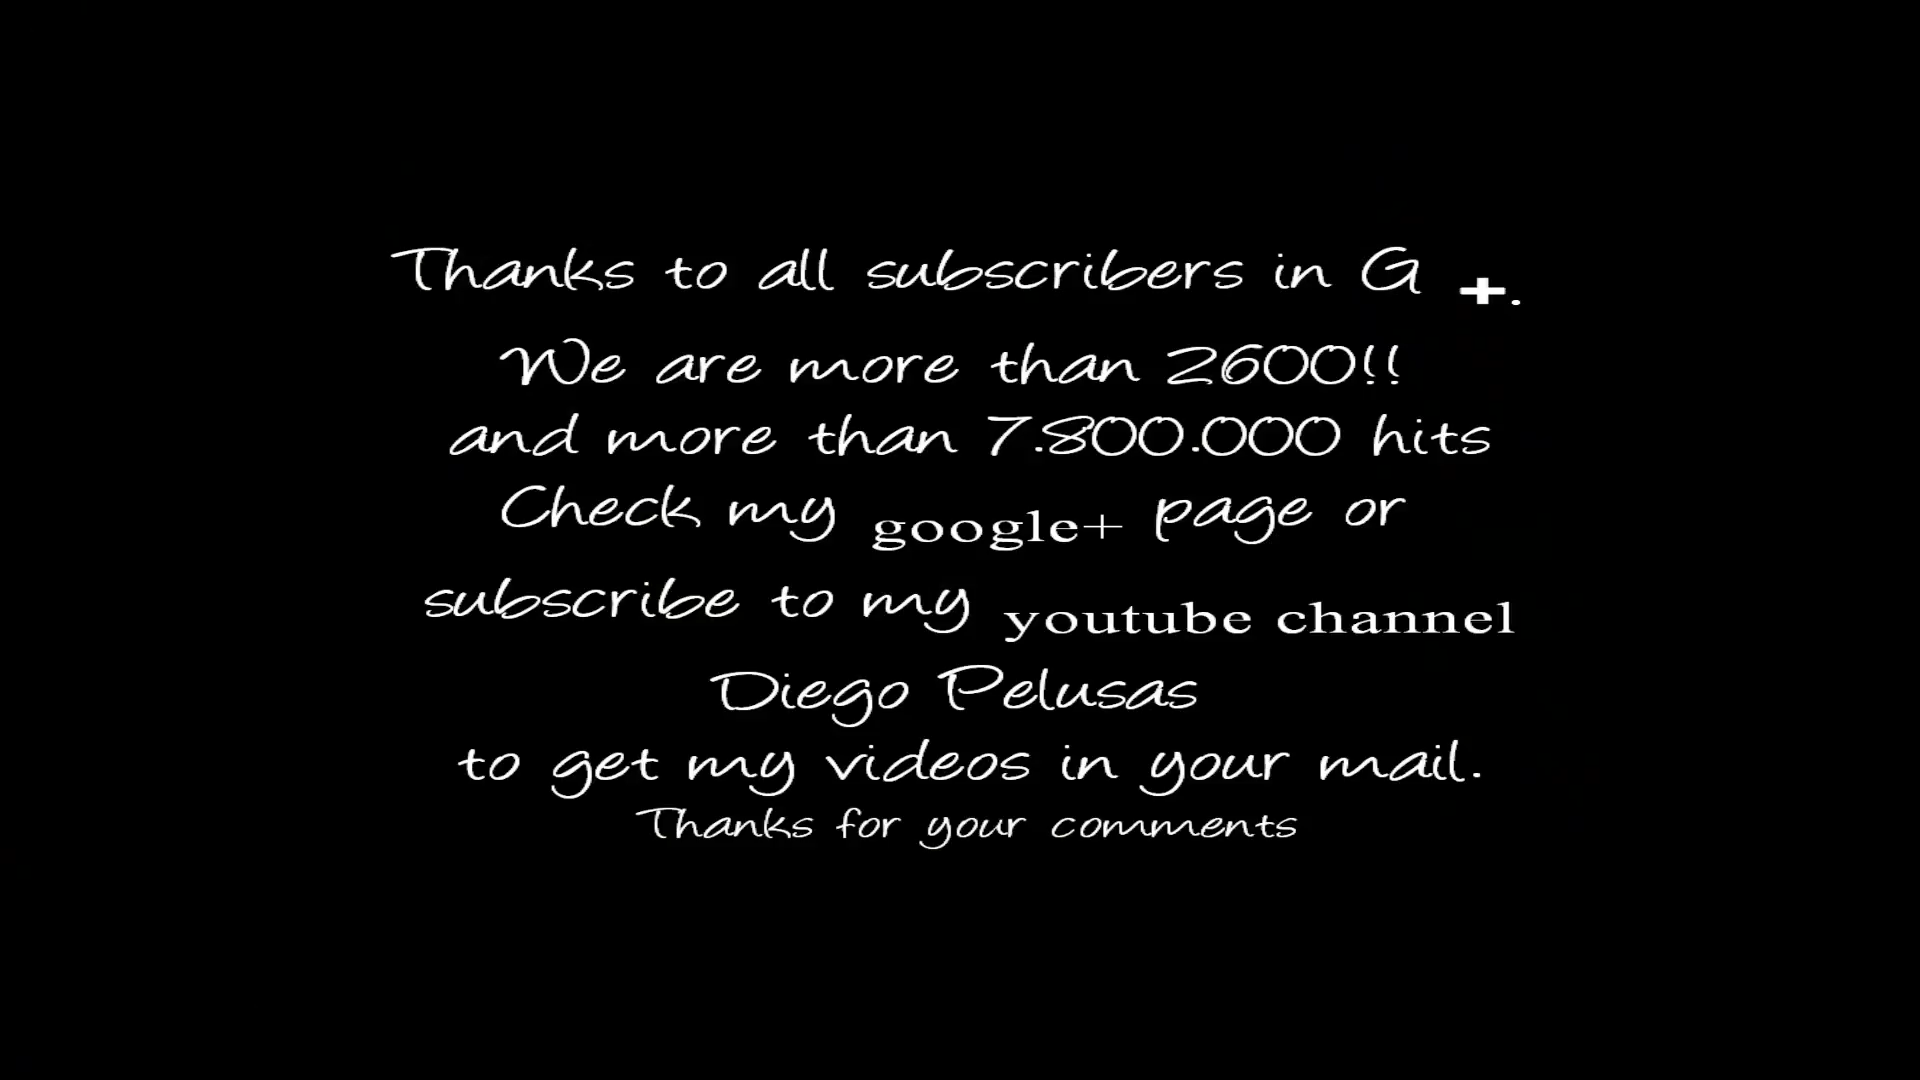 Thanks to all subscribers in G +.
We are more than 2600!!
and more than 7.800.000 hits
Check my google+ page or
subscribe to my youtube channel
Diego Pelusas
to get my videos in your mail.
Thanks for your comments